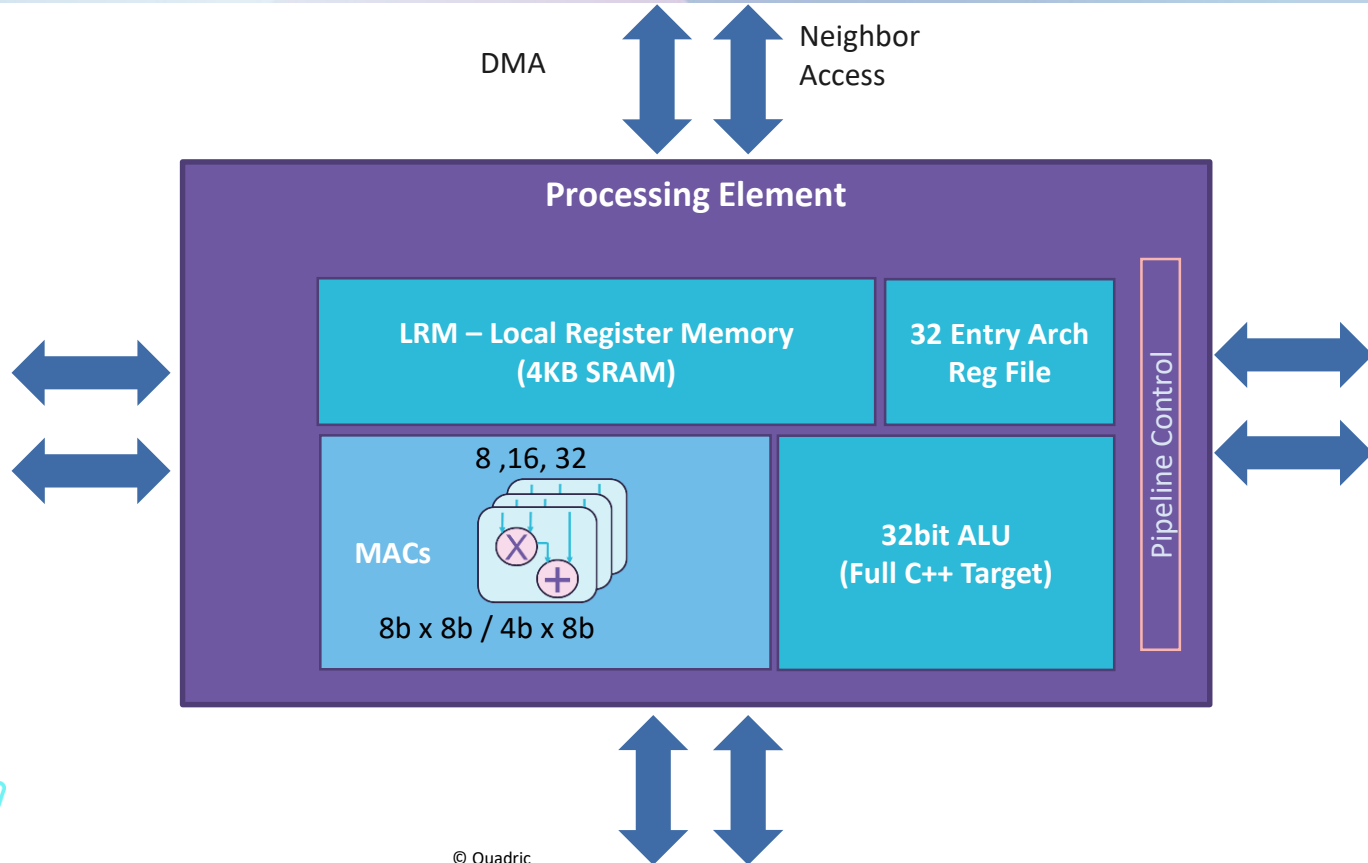 DMA
Neighbor
Access
Processing Element
LRM – Local Register Memory
(4KB SRAM)
32 Entry Arch
Reg File
Pipeline Control
8 ,16, 32
MACs
X
+
8b x 8b / 4b x 8b
32bit ALU
(Full C++ Target)
© Quadric